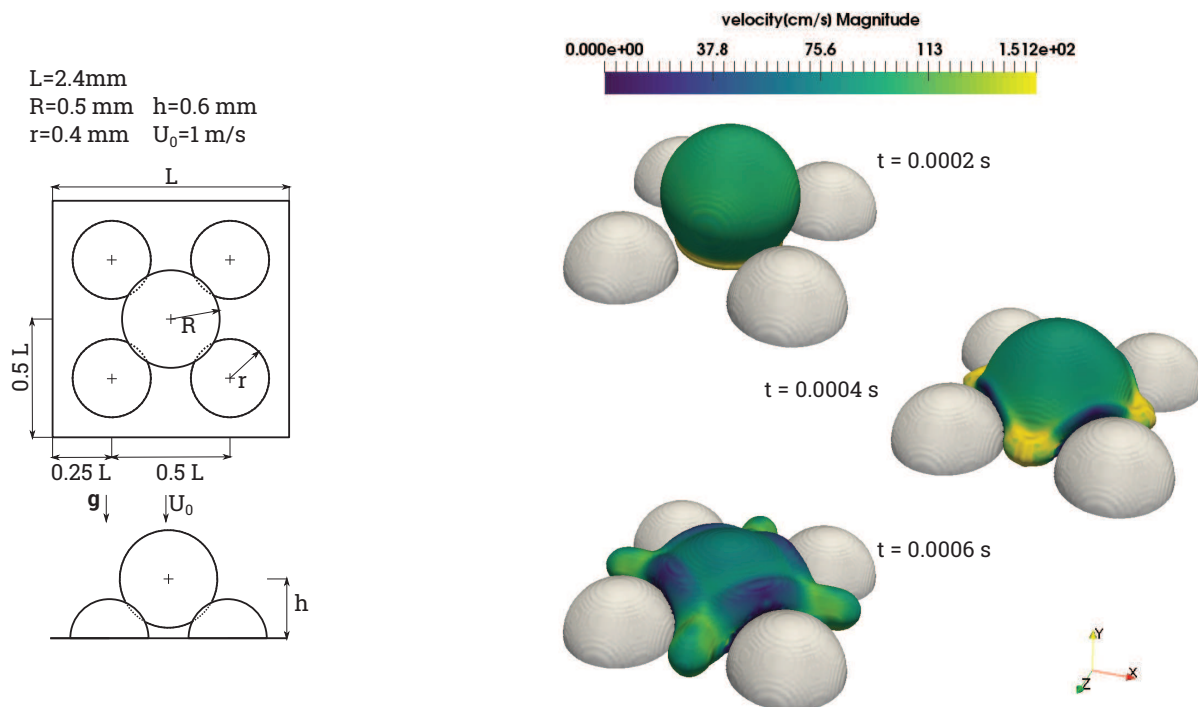 L=2.4mm
R=0.5 mm h=0.6 mm
r=0.4 mm U₀=1 m/s
L
R
r
0.5 L
0.25 L 0.5 L
g U₀
h
velocity(cm/s) Magnitude
0.000e+00 37.8 75.6 113 1.512e+02
t = 0.0002 s
t = 0.0004 s
t = 0.0006 s
Y
X
Z